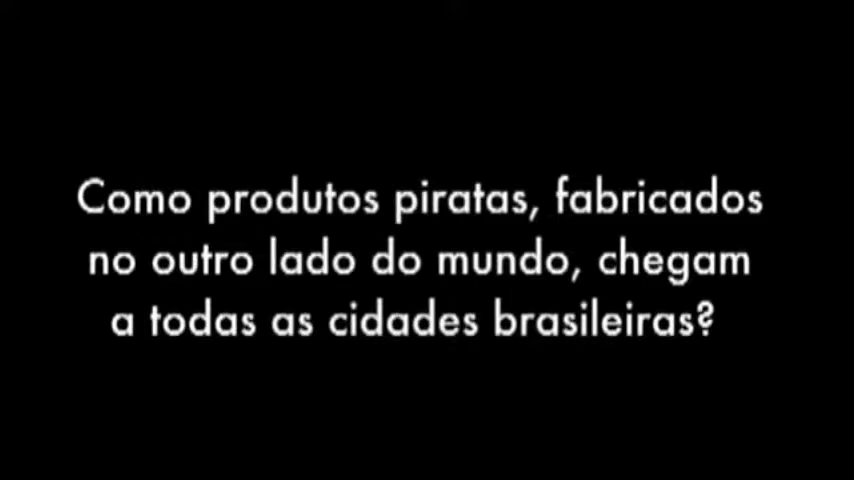 Como produtos piratas, fabricados
no outro lado do mundo, chegam
a todas as cidades brasileiras?